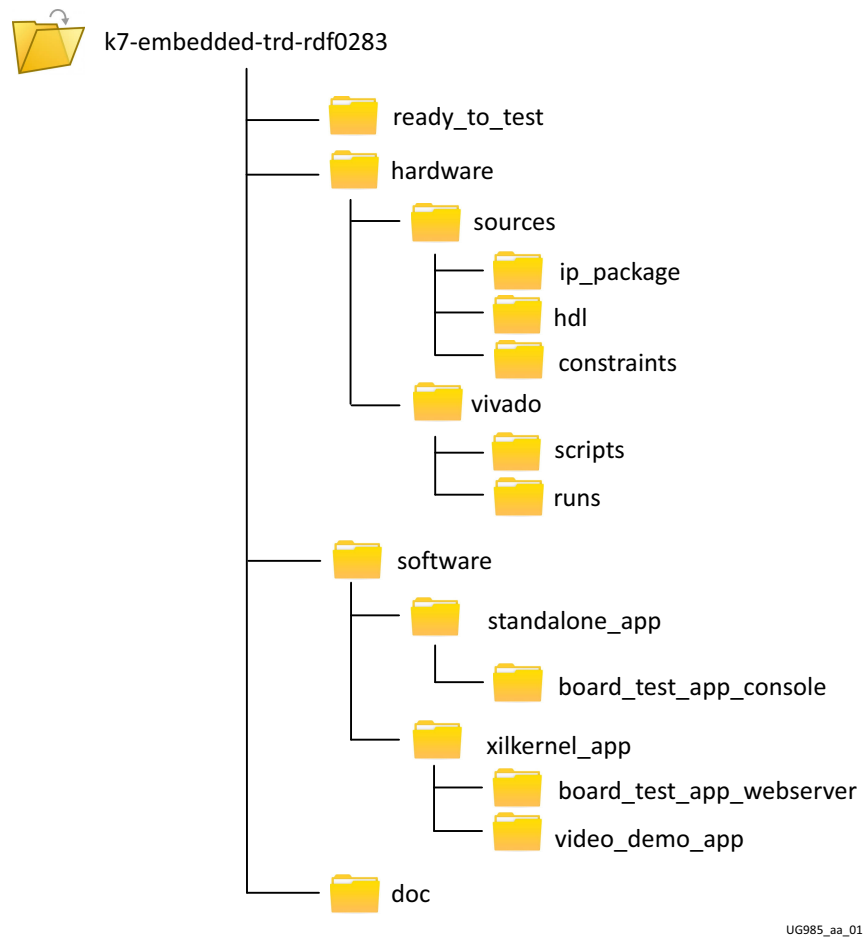 k7-embedded-trd-rdf0283
ready_to_test
hardware
sources
ip_package
hdl
constraints
vivado
scripts
runs
software
standalone_app
board_test_app_console
xilkernel_app
board_test_app_webserver
video_demo_app
doc
UG985_aa_01